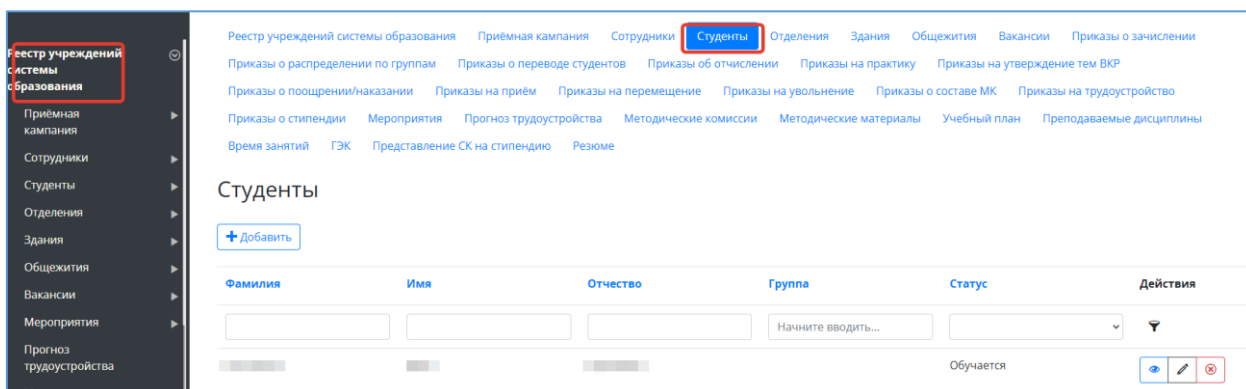 Реестр учреждений
системы
образования
Приёмная
кампания
Сотрудники
Студенты
Отделения
Здания
Общежития
Вакансии
Мероприятия
Прогноз
трудоустройства
Реестр учреждений системы образования Приёмная кампания Сотрудники Студенты Отделения Здания Общежития Вакансии Приказы о зачислении
Приказы о распределении по группам Приказы о переводе студентов Приказы об отчислении Приказы на практику Приказы на утверждение тем ВКР
Приказы о поощрении/наказании Приказы на приём Приказы на перемещение Приказы на увольнение Приказы о составе МК Приказы на трудоустройство
Приказы о стипендии Мероприятия Прогноз трудоустройства Методические комиссии Методические материалы Учебный план Преподаваемые дисциплины
Время занятий ГЭК Представление СК на стипендию Резюме
Студенты
+ Добавить
Фамилия Имя Отчество Группа Статус Действия
Начните вводить...
Обучается